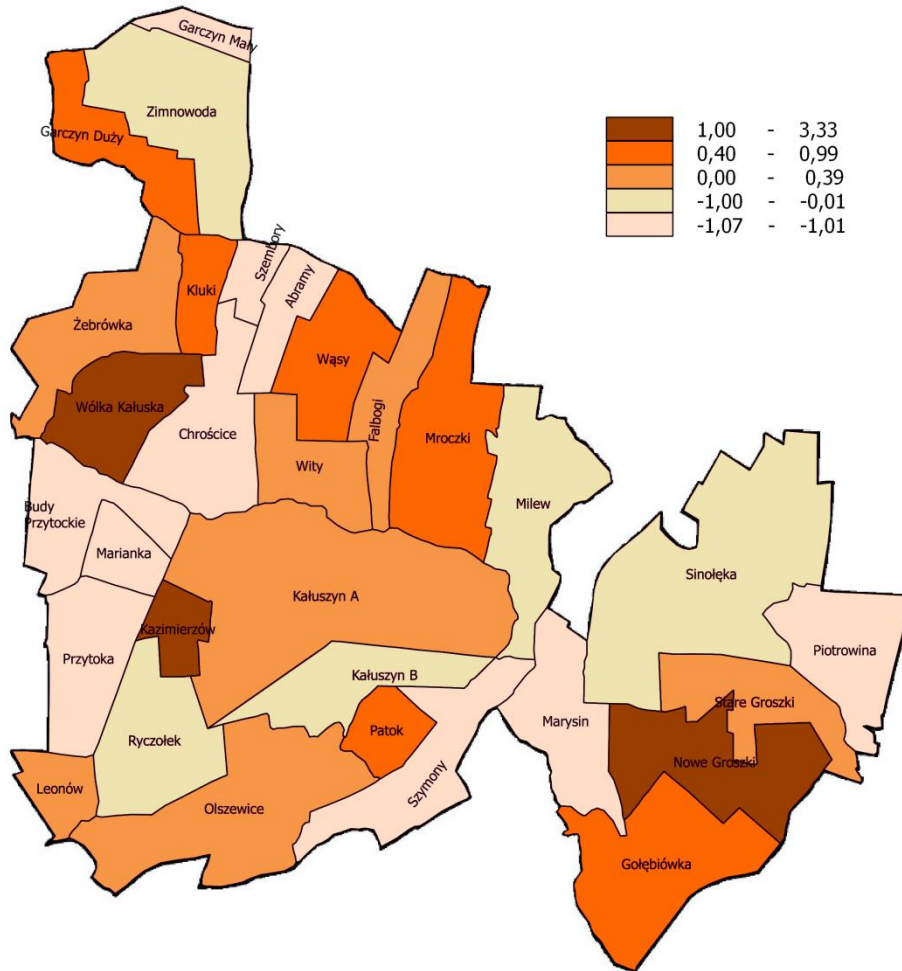 Garczyn Mały
Zimnowoda
Garczyn Duży
1,00 - 3,33
0,40 - 0,99
0,00 - 0,39
-1,00 - -0,01
-1,07 - -1,01
Szembory
Abramy
Kluki
Żebrówka
Wąsy
Falbogi
Wólka Kałuska
Chrościce
Mroczki
Wity
Milew
Budy
Przytockie
Marianka
Sinołęka
Kałuszyn A
Kazimierzów
Przytoka
Piotrowina
Kałuszyn B
Stare Groszki
Marysin
Patok
Ryczołek
Nowe Groszki
Leonów
Szymony
Olszewice
Gołębiówka